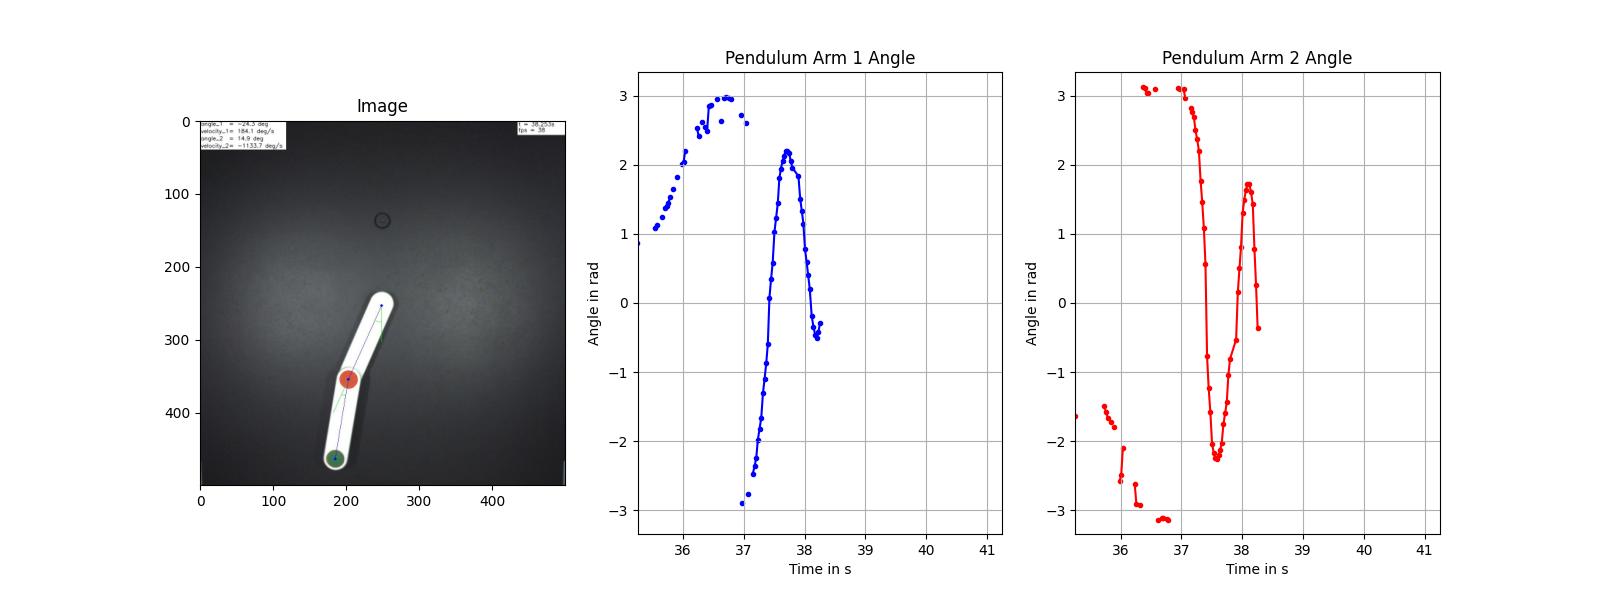 Image
angle_1 = -24.3 deg
velocity_1= 184.1 deg/s
angle_2 = 14.9 deg
velocity_2= -1133.7 deg/s
t = 38.253s
fps = 38
0
100
200
300
400
0 100 200 300 400
Pendulum Arm 1 Angle
Angle in rad
3
2
1
0
−1
−2
−3
36 37 38 39 40 41
Time in s
Pendulum Arm 2 Angle
Angle in rad
3
2
1
0
−1
−2
−3
36 37 38 39 40 41
Time in s